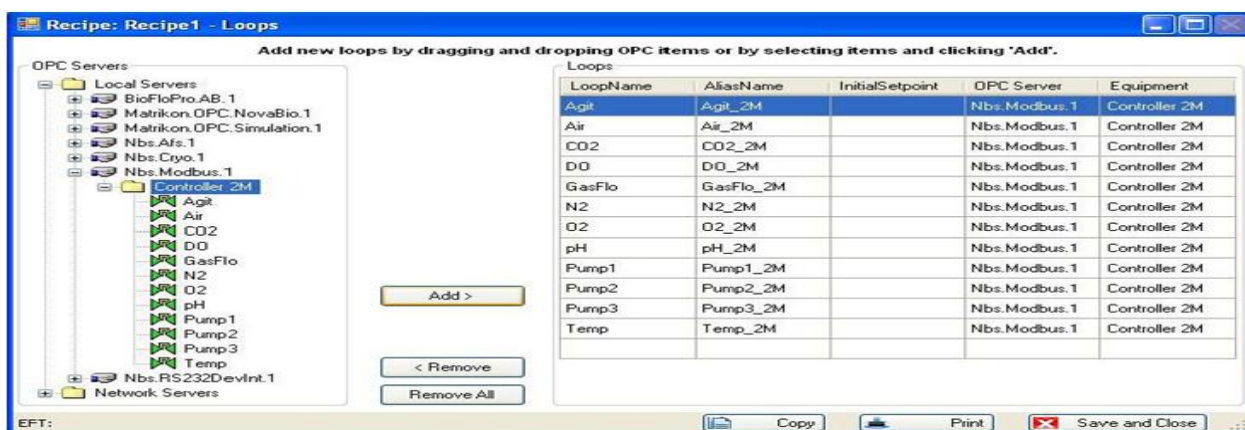 Recipe: Recipe1 - Loops
Add new loops by dragging and dropping OPC items or by selecting items and clicking 'Add'.
OPC Servers
Local Servers
BioFloPro.AB.1
Matrikon.OPC.NovaBio.1
Matrikon.OPC.Simulation.1
Nbs.Afs.1
Nbs.Cryo.1
Nbs.Modbus.1
Controller 2M
Agit
Air
CO2
DO
GasFlo
N2
O2
pH
Pump1
Pump2
Pump3
Temp
Nbs.RS232DevInt.1
Network Servers
Add >
< Remove
Remove All
Loops
LoopName AliasName InitialSetpoint OPC Server Equipment
Agit Agit_2M Nbs.Modbus.1 Controller 2M
Air Air_2M Nbs.Modbus.1 Controller 2M
CO2 CO2_2M Nbs.Modbus.1 Controller 2M
DO DO_2M Nbs.Modbus.1 Controller 2M
GasFlo GasFlo_2M Nbs.Modbus.1 Controller 2M
N2 N2_2M Nbs.Modbus.1 Controller 2M
O2 O2_2M Nbs.Modbus.1 Controller 2M
pH pH_2M Nbs.Modbus.1 Controller 2M
Pump1 Pump1_2M Nbs.Modbus.1 Controller 2M
Pump2 Pump2_2M Nbs.Modbus.1 Controller 2M
Pump3 Pump3_2M Nbs.Modbus.1 Controller 2M
Temp Temp_2M Nbs.Modbus.1 Controller 2M
EFT: Copy Print Save and Close